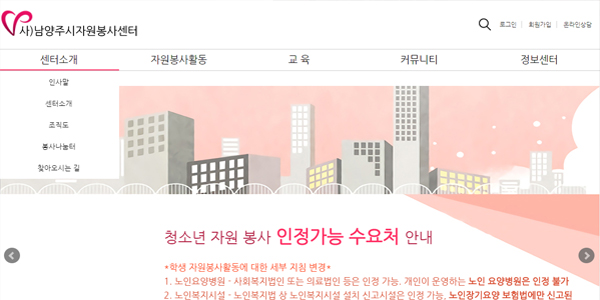 사)남양주시자원봉사센터
로그인 | 회원가입 | 온라인상담
센터소개 자원봉사활동 교 육 커뮤니티 정보센터
인사말
센터소개
조직도
봉사나눔터
찾아오시는 길
청소년 자원 봉사 인정가능 수요처 안내
*학생 자원봉사활동에 대한 세부 지침 변경*
1. 노인요양병원 - 사회복지법인 또는 의료법인 등은 인정 가능. 개인이 운영하는 노인 요양병원은 인정 불가
2. 노인복지시설 - 노인복지법 상 노인복지시설 설치 신고시설은 인정 가능, 노인장기요양 보험법에만 신고된